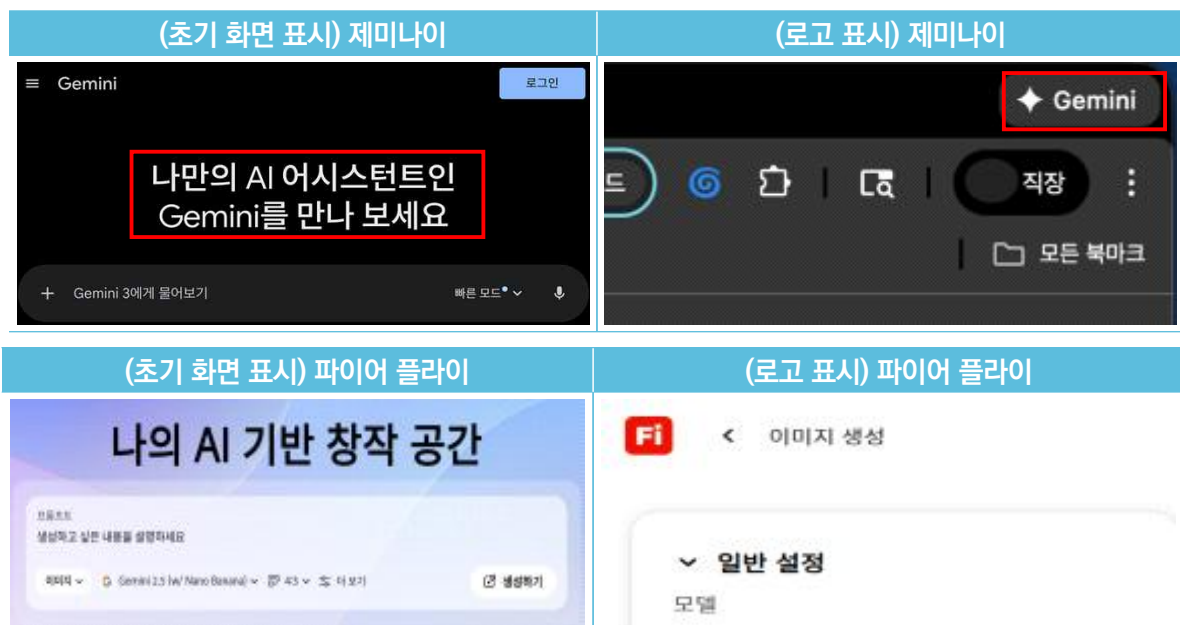 (초기 화면 표시) 제미나이
(로고 표시) 제미나이
Gemini
로그인
나만의 AI 어시스턴트인
Gemini를 만나 보세요
Gemini 3에게 물어보기
빠른 모드
Gemini
드
직장
모든 북마크
(초기 화면 표시) 파이어 플라이
(로고 표시) 파이어 플라이
나의 AI 기반 창작 공간
프롬프트
생성하고 싶은 내용을 설명하세요
이미지
Gemini 2.5 (w/ Nano Banana)
4:3
더 보기
생성하기
Fi
이미지 생성
일반 설정
모델